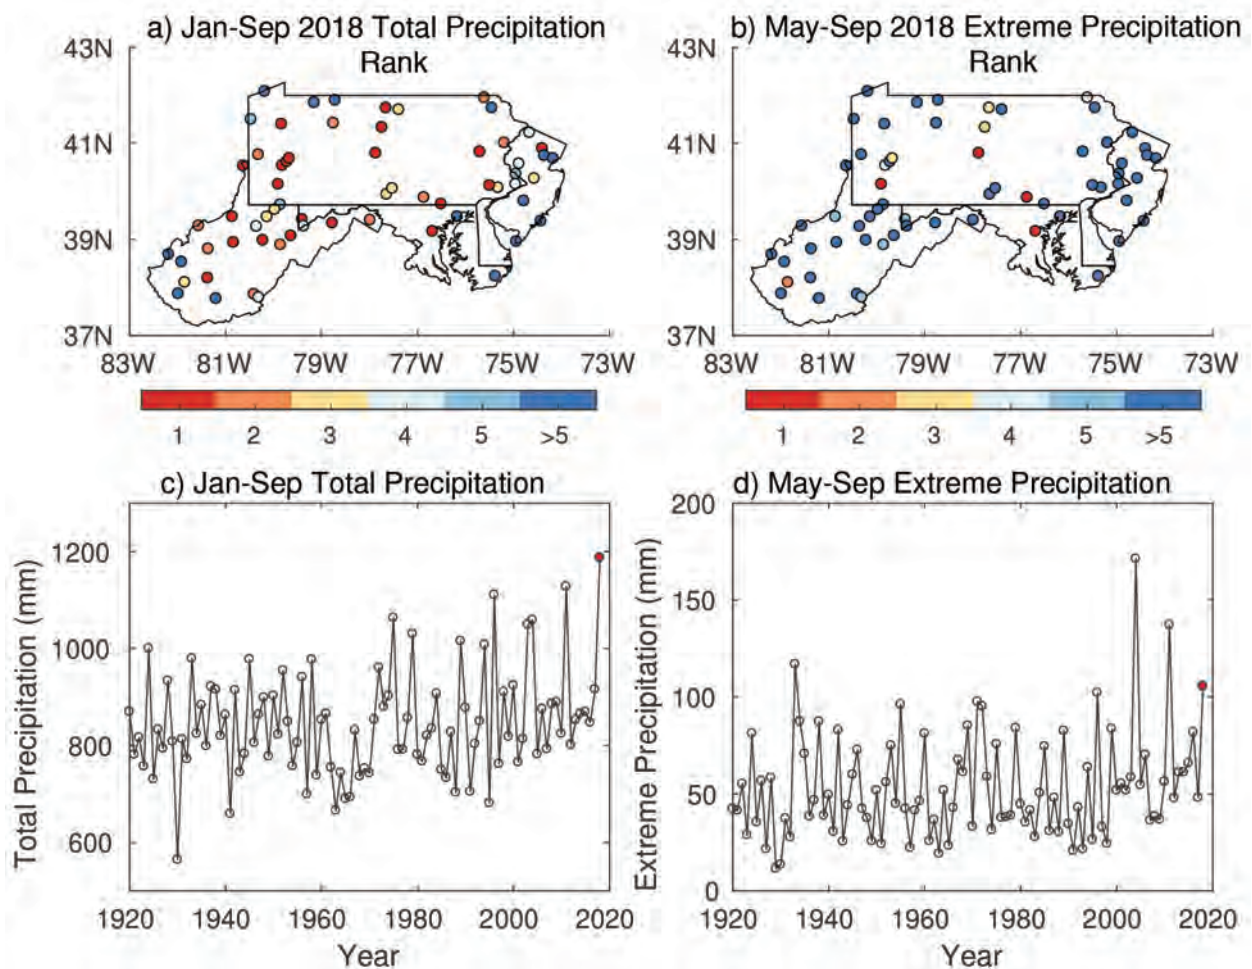 a) Jan-Sep 2018 Total Precipitation
Rank
43N
41N
39N
37N
83W
81W
79W
77W
75W
73W
1
2
3
4
5
>5
b) May-Sep 2018 Extreme Precipitation
Rank
43N
41N
39N
37N
83W
81W
79W
77W
75W
73W
1
2
3
4
5
>5
c) Jan-Sep Total Precipitation
Total Precipitation (mm)
1200
1000
800
600
1920
1940
1960
1980
2000
2020
Year
d) May-Sep Extreme Precipitation
Extreme Precipitation (mm)
200
150
100
50
0
1920
1940
1960
1980
2000
2020
Year